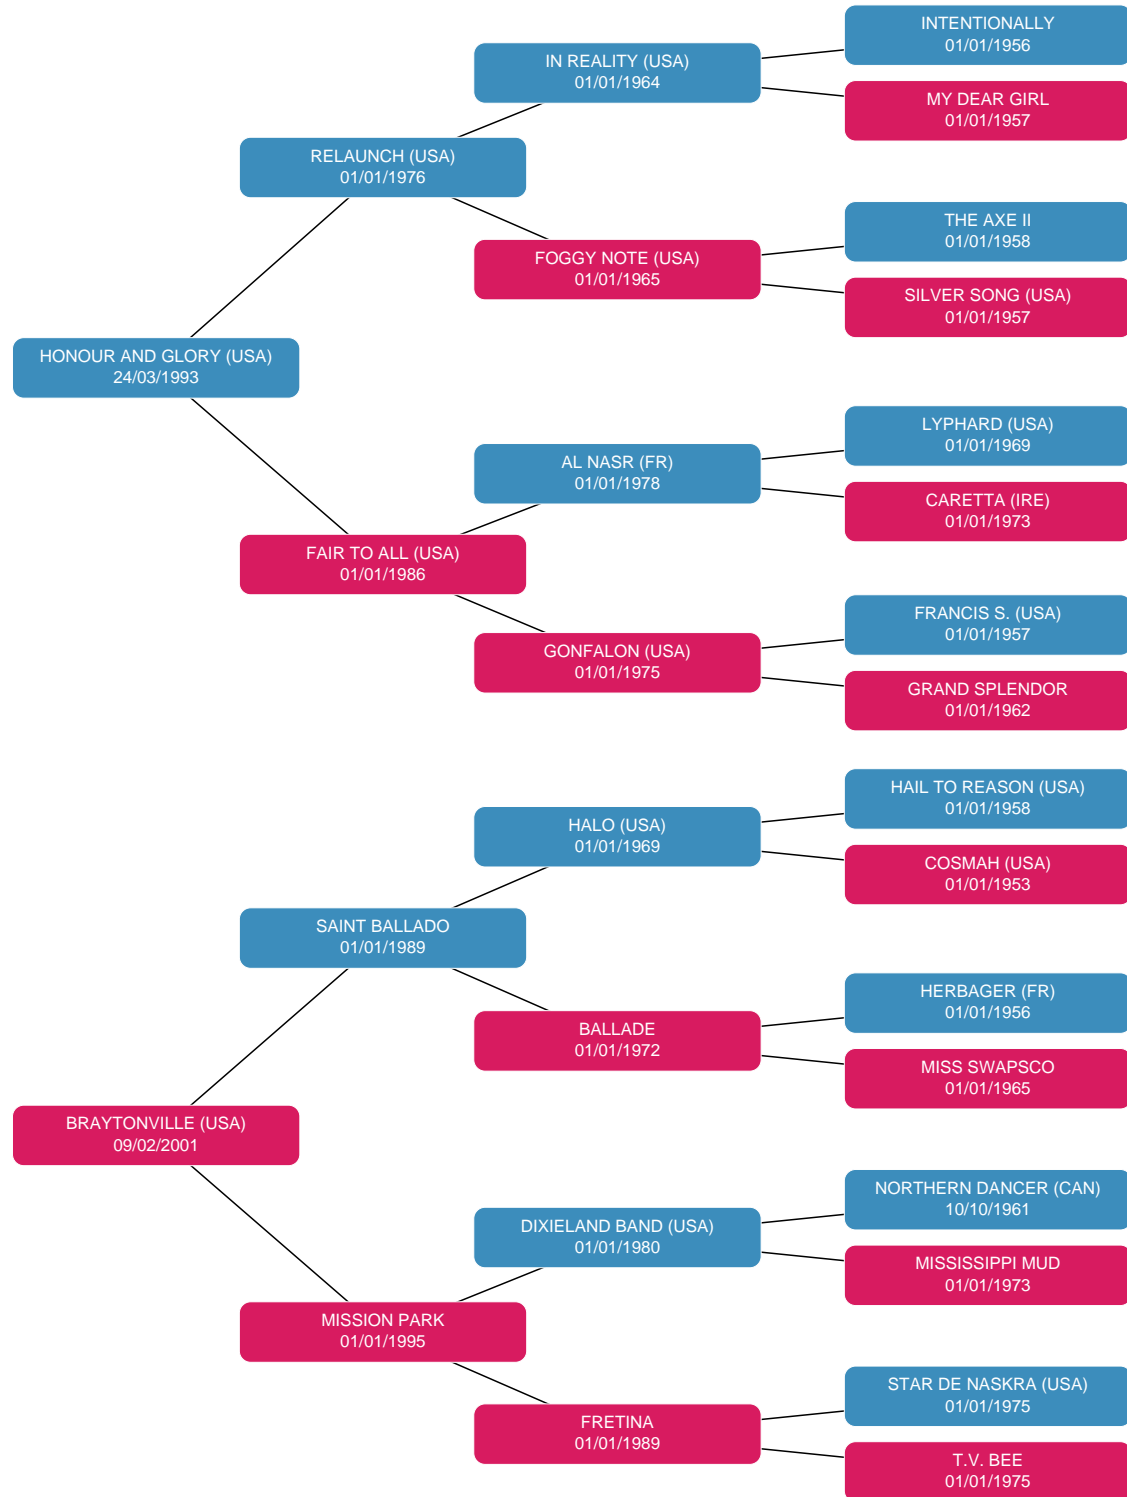 INTENTIONALLY
01/01/1956
IN REALITY (USA)
01/01/1964
MY DEAR GIRL
01/01/1957
RELAUNCH (USA)
01/01/1976
THE AXE II
01/01/1958
FOGGY NOTE (USA)
01/01/1965
SILVER SONG (USA)
01/01/1957
HONOUR AND GLORY (USA)
24/03/1993
LYPHARD (USA)
01/01/1969
AL NASR (FR)
01/01/1978
CARETTA (IRE)
01/01/1973
FAIR TO ALL (USA)
01/01/1986
FRANCIS S. (USA)
01/01/1957
GONFALON (USA)
01/01/1975
GRAND SPLENDOR
01/01/1962
HAIL TO REASON (USA)
01/01/1958
HALO (USA)
01/01/1969
COSMAH (USA)
01/01/1953
SAINT BALLADO
01/01/1989
HERBAGER (FR)
01/01/1956
BALLADE
01/01/1972
MISS SWAPSCO
01/01/1965
BRAYTONVILLE (USA)
09/02/2001
NORTHERN DANCER (CAN)
10/10/1961
DIXIELAND BAND (USA)
01/01/1980
MISSISSIPPI MUD
01/01/1973
MISSION PARK
01/01/1995
STAR DE NASKRA (USA)
01/01/1975
FRETINA
01/01/1989
T.V. BEE
01/01/1975